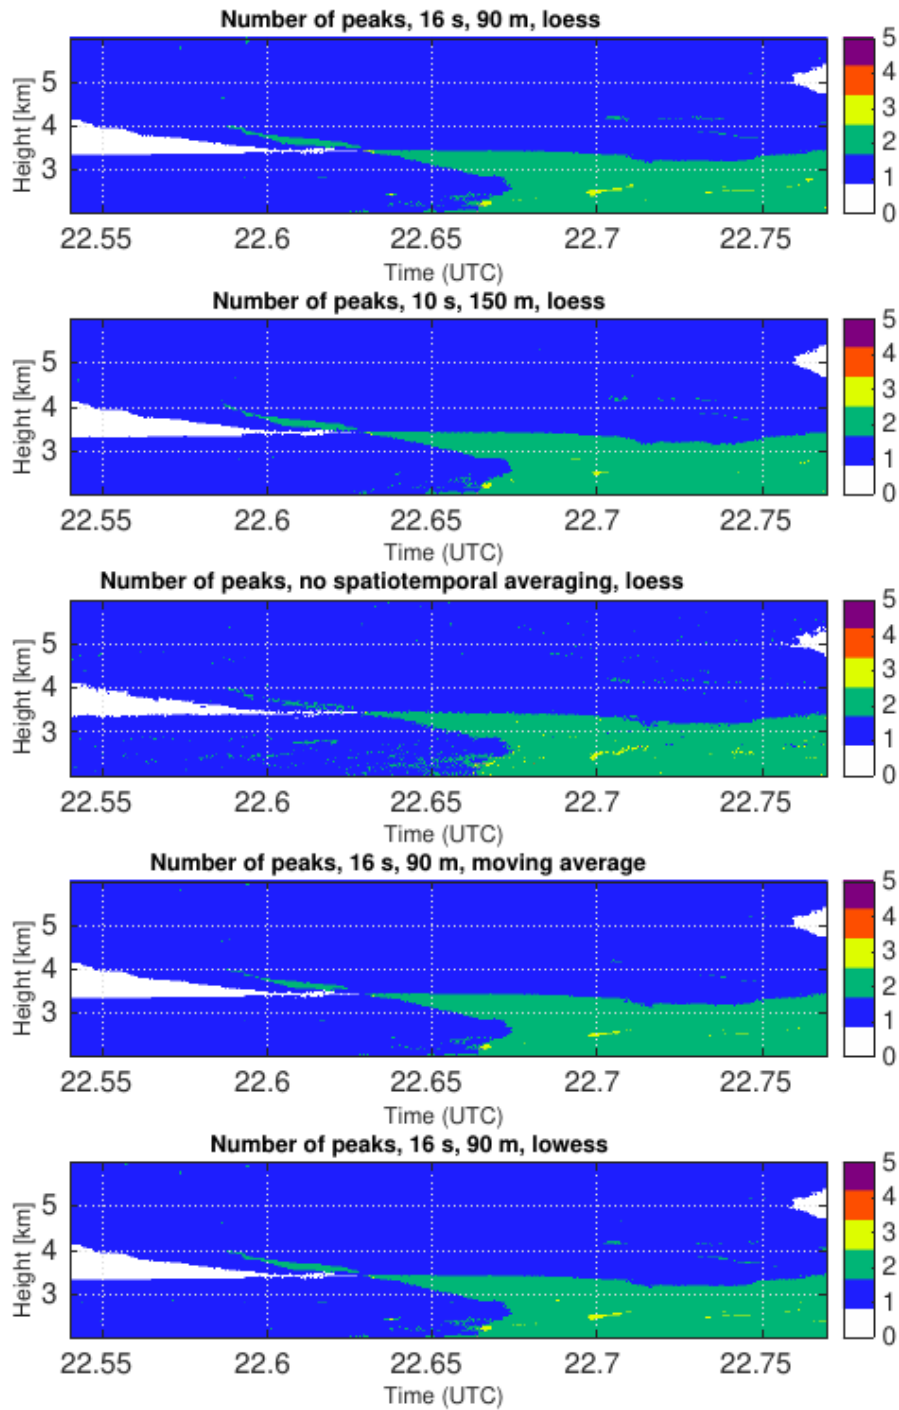 Number of peaks, 16 s, 90 m, loess
Height [km]
5
4
3
22.55 22.6 22.65 22.7 22.75
Time (UTC)
5
4
3
2
1
0
Number of peaks, 10 s, 150 m, loess
Height [km]
5
4
3
22.55 22.6 22.65 22.7 22.75
Time (UTC)
5
4
3
2
1
0
Number of peaks, no spatiotemporal averaging, loess
Height [km]
5
4
3
22.55 22.6 22.65 22.7 22.75
Time (UTC)
5
4
3
2
1
0
Number of peaks, 16 s, 90 m, moving average
Height [km]
5
4
3
22.55 22.6 22.65 22.7 22.75
Time (UTC)
5
4
3
2
1
0
Number of peaks, 16 s, 90 m, lowess
Height [km]
5
4
3
22.55 22.6 22.65 22.7 22.75
Time (UTC)
5
4
3
2
1
0